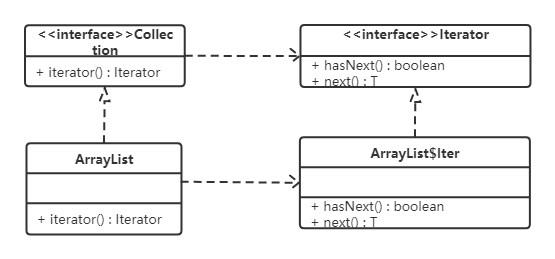 <<interface>>Collec
tion
+ iterator() : Iterator
<<interface>>Iterator
+ hasNext() : boolean
+ next() : T
ArrayList
+ iterator() : Iterator
ArrayList$Iter
+ hasNext() : boolean
+ next() : T